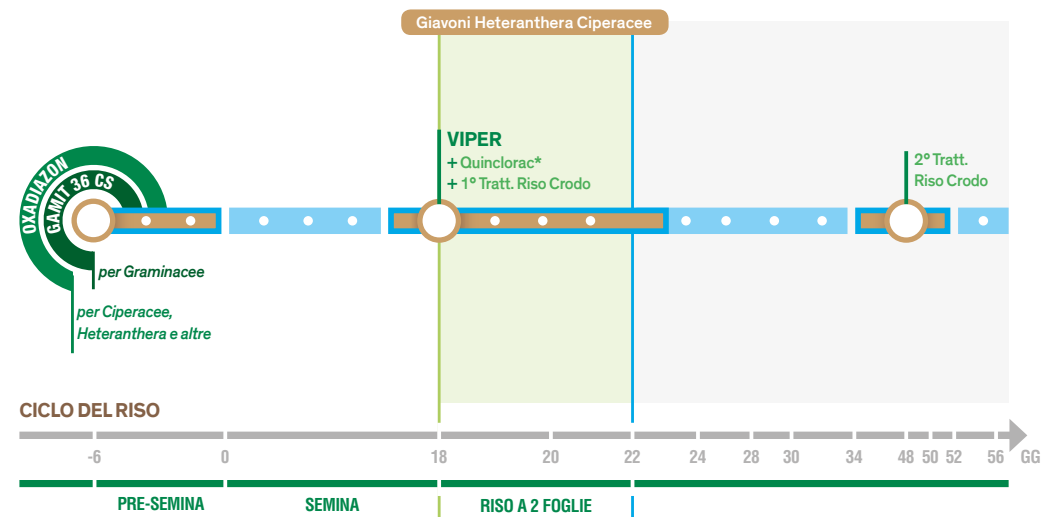 Giavoni Heteranthera Ciperacee
VIPER
+ Quinclorac*
+ 1° Tratt. Riso Crodo
2° Tratt.
Riso Crodo
OXADIAZON
GAMIT 36 CS
per Graminacee
per Ciperacee,
Heteranthera e altre
CICLO DEL RISO
-6 0 18 20 22 24 28 30 34 48 50 52 56 GG
PRE-SEMINA SEMINA RISO A 2 FOGLIE